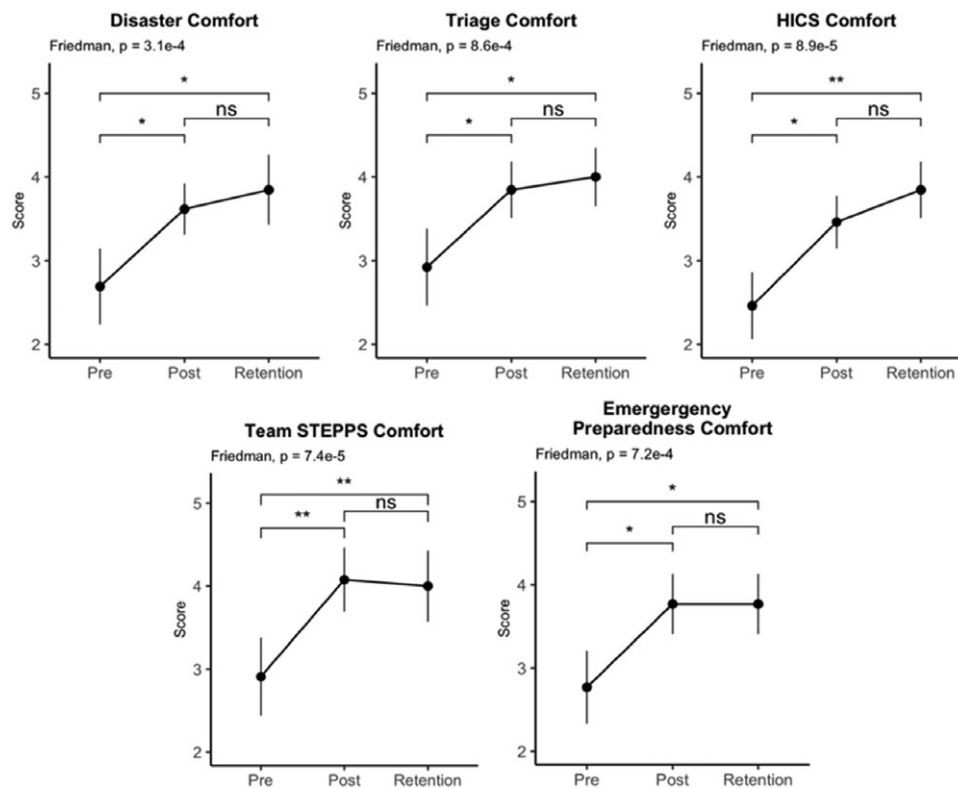 Disaster Comfort
Friedman, p = 3.1e-4
5
4
3
2
Score
*
*
ns
Pre
Post
Retention
Triage Comfort
Friedman, p = 8.6e-4
5
4
3
2
Score
*
*
ns
Pre
Post
Retention
HICS Comfort
Friedman, p = 8.9e-5
5
4
3
2
Score
**
*
ns
Pre
Post
Retention
Team STEPPS Comfort
Friedman, p = 7.4e-5
5
4
3
2
Score
**
**
ns
Pre
Post
Retention
Emergergency
Preparedness Comfort
Friedman, p = 7.2e-4
5
4
3
2
Score
*
*
ns
Pre
Post
Retention